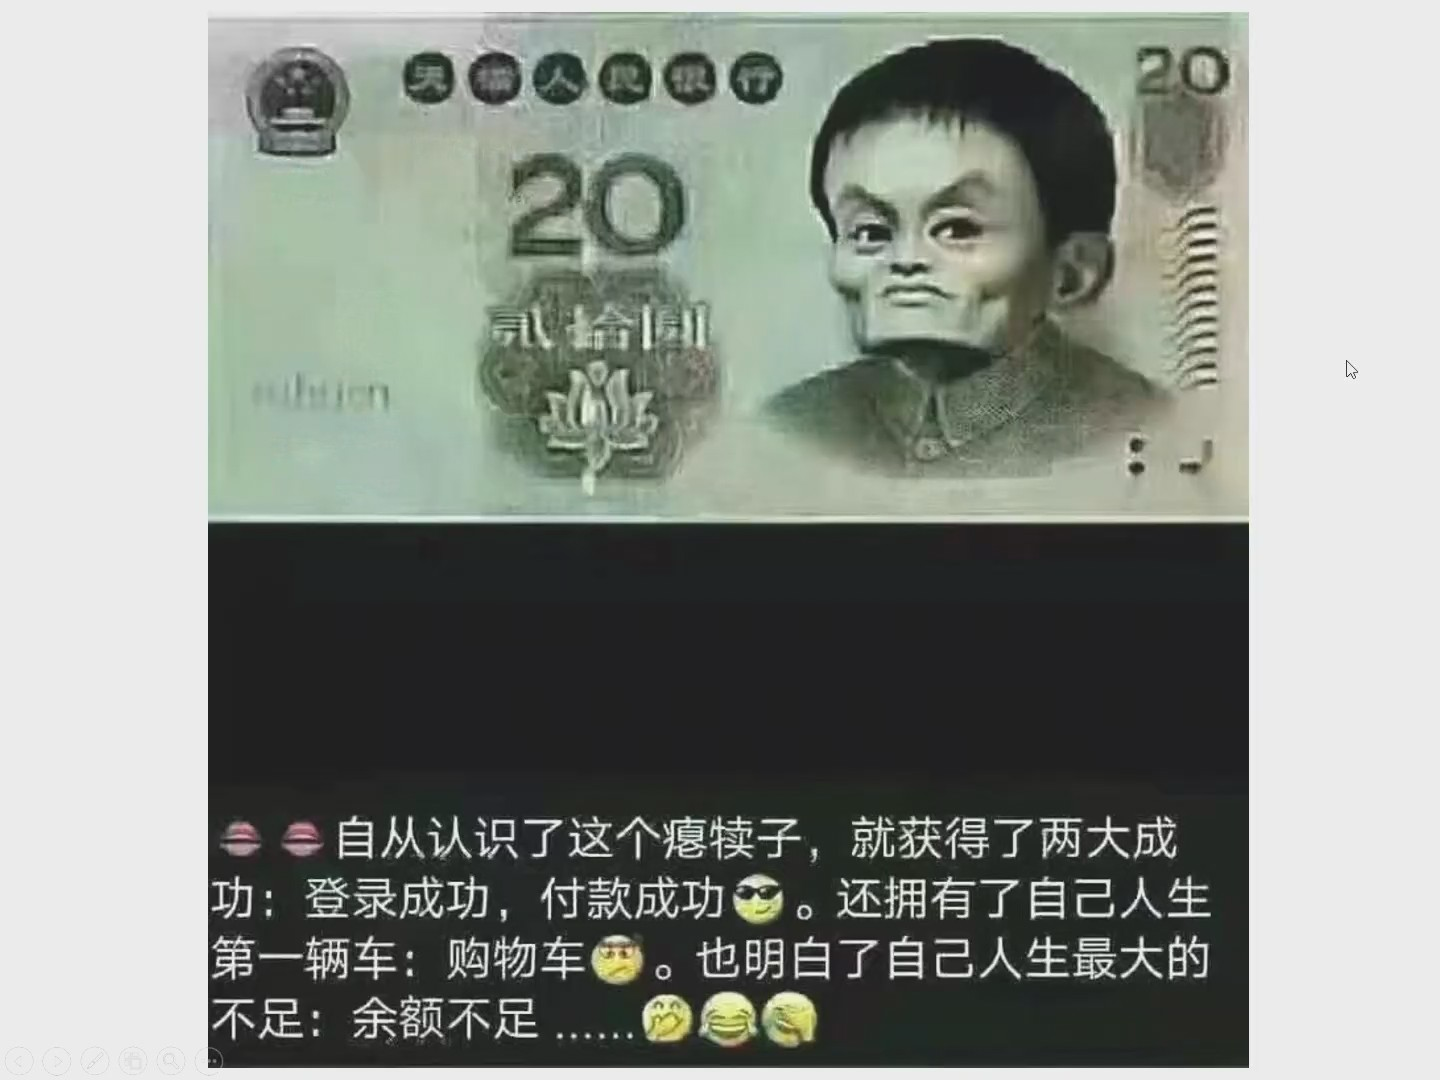 天猫人民银行
20
20
贰拾圆
自从认识了这个瘪犊子，就获得了两大成
功：登录成功，付款成功😎。还拥有了自己人生
第一辆车：购物车。也明白了自己人生最大的
不足：余额不足......🤭😂